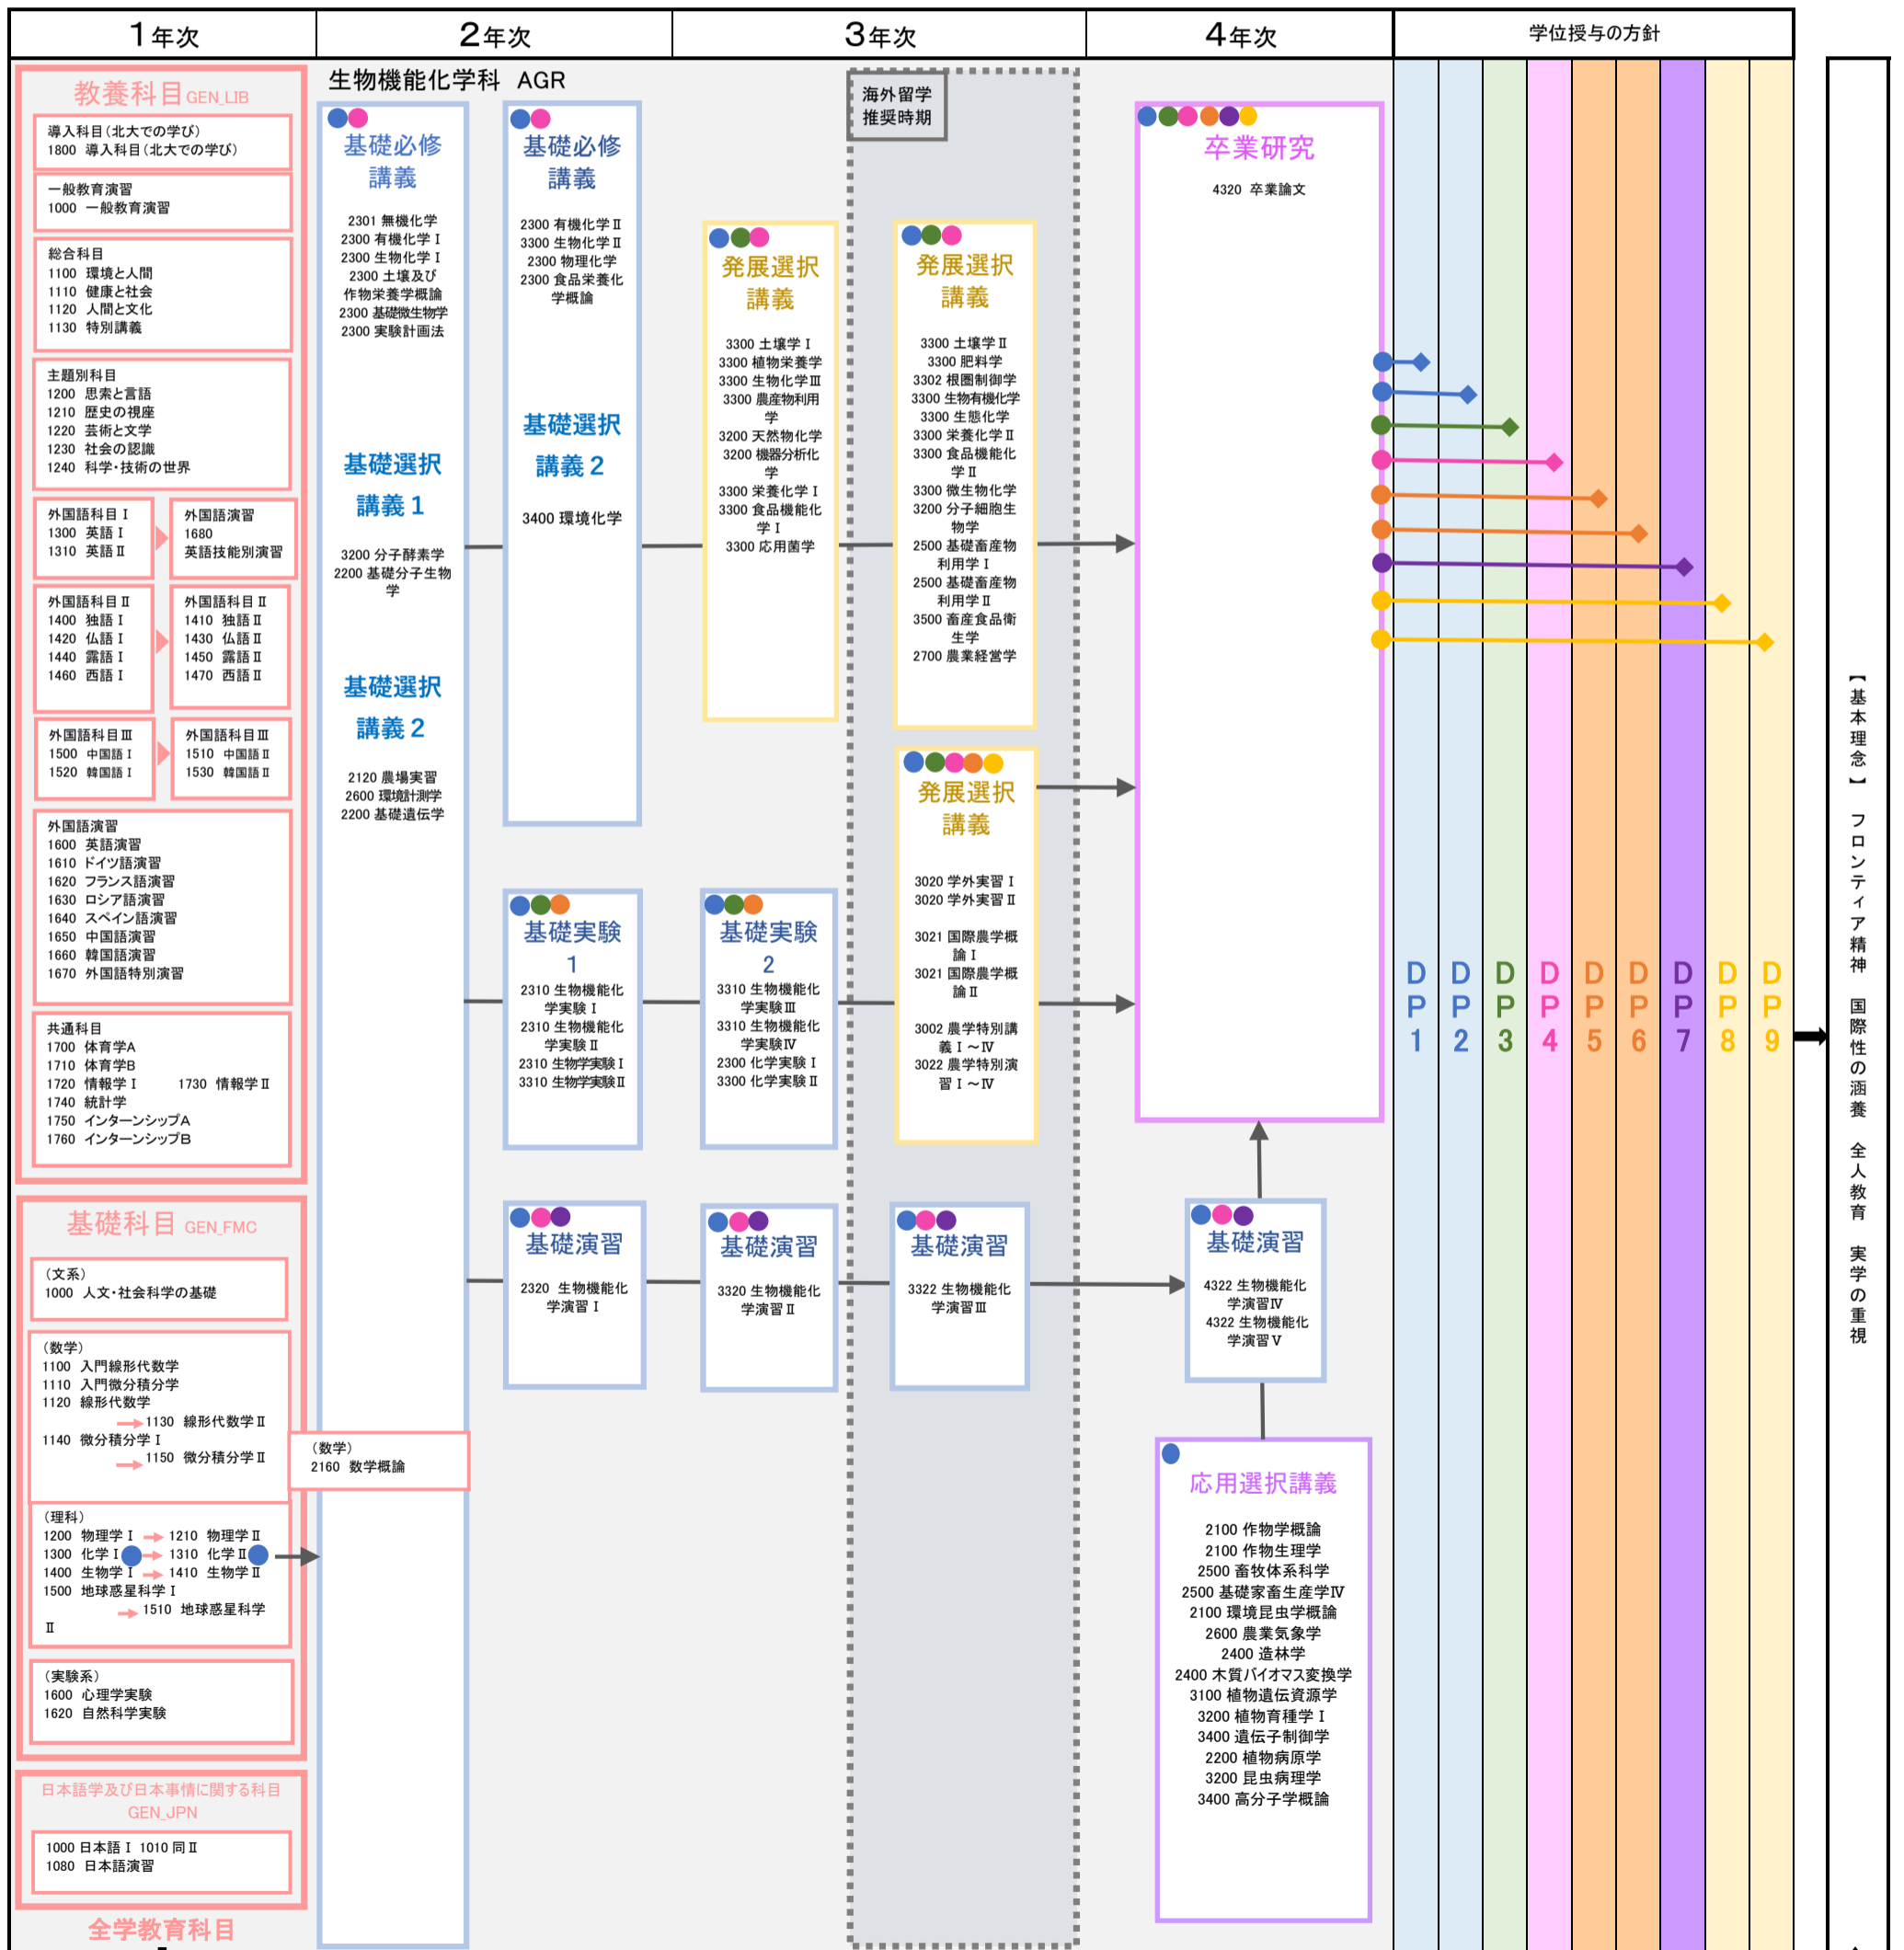 1年次
2年次
3年次
4年次
学位授与の方針
教養科目GEN_LIB
導入科目(北大での学び)
1800 導入科目(北大での学び)
一般教育演習
1000 一般教育演習
総合科目
1100 環境と人間
1110 健康と社会
1120 人間と文化
1130 特別講義
主題別科目
1200 思索と言語
1210 歴史の視座
1220 芸術と文学
1230 社会の認識
1240 科学・技術の世界
外国語科目Ⅰ
1300 英語Ⅰ
1310 英語Ⅱ
外国語演習
1680
英語技能別演習
外国語科目Ⅱ
1400 独語Ⅰ
1420 仏語Ⅰ
1440 露語Ⅰ
1460 西語Ⅰ
外国語科目Ⅱ
1410 独語Ⅱ
1430 仏語Ⅱ
1450 露語Ⅱ
1470 西語Ⅱ
外国語科目Ⅲ
1500 中国語Ⅰ
1520 韓国語Ⅰ
外国語科目Ⅲ
1510 中国語Ⅱ
1530 韓国語Ⅱ
外国語演習
1600 英語演習
1610 ドイツ語演習
1620 フランス語演習
1630 ロシア語演習
1640 スペイン語演習
1650 中国語演習
1660 韓国語演習
1670 外国語特別演習
共通科目
1700 体育学A
1710 体育学B
1720 情報学Ⅰ 1730 情報学Ⅱ
1740 統計学
1750 インターンシップA
1760 インターンシップB
基礎科目 GEN_FMC
(文系)
1000 人文・社会科学の基礎
(数学)
1100 入門線形代数学
1110 入門微分積分学
1120 線形代数学
1130 線形代数学Ⅱ
1140 微分積分学Ⅰ
1150 微分積分学Ⅱ
(数学)
2160 数学概論
(理科)
1200 物理学Ⅰ 1210 物理学Ⅱ
1300 化学Ⅰ 1310 化学Ⅱ
1400 生物学Ⅰ 1410 生物学Ⅱ
1500 地球惑星科学Ⅰ
1510 地球惑星科学
Ⅱ
(実験系)
1600 心理学実験
1620 自然科学実験
日本語学及び日本事情に関する科目
GEN_JPN
1000 日本語Ⅰ 1010 同Ⅱ
1080 日本語演習
全学教育科目
生物機能化学科 AGR
基礎必修
講義
2301 無機化学
2300 有機化学Ⅰ
2300 生物化学Ⅰ
2300 土壌及び
作物栄養学概論
2300 基礎微生物学
2300 実験計画法
基礎選択
講義1
3200 分子酵素学
2200 基礎分子生物
学
基礎選択
講義2
2120 農場実習
2600 環境計測学
2200 基礎遺伝学
基礎必修
講義
2300 有機化学Ⅱ
3300 生物化学Ⅱ
2300 物理化学
2300 食品栄養化
学概論
基礎選択
講義2
3400 環境化学
基礎実験
1
2310 生物機能化
学実験Ⅰ
2310 生物機能化
学実験Ⅱ
2310 生物学実験Ⅰ
3310 生物学実験Ⅱ
基礎演習
2320 生物機能化
学演習Ⅰ
発展選択
講義
3300 土壌学Ⅰ
3300 植物栄養学
3300 生物化学Ⅲ
3300 農産物利用
学
3200 天然物化学
3200 機器分析化
学
3300 栄養化学Ⅰ
3300 食品機能化
学Ⅰ
3300 応用菌学
基礎実験
2
3310 生物機能化
学実験Ⅲ
3310 生物機能化
学実験Ⅳ
2300 化学実験Ⅰ
3300 化学実験Ⅱ
基礎演習
3320 生物機能化
学演習Ⅱ
海外留学
推奨時期
発展選択
講義
3300 土壌学Ⅱ
3300 肥料学
3302 根圏制御学
3300 生物有機化学
3300 生態化学
3300 栄養化学Ⅱ
3300 食品機能化
学Ⅱ
3300 微生物化学
3200 分子細胞生
物学
2500 基礎畜産物
利用学Ⅰ
2500 基礎畜産物
利用学Ⅱ
3500 畜産食品衛
生学
2700 農業経営学
発展選択
講義
3020 学外実習Ⅰ
3020 学外実習Ⅱ
3021 国際農学概
論Ⅰ
3021 国際農学概
論Ⅱ
3002 農学特別講
義Ⅰ～Ⅳ
3022 農学特別演
習Ⅰ～Ⅳ
基礎演習
3322 生物機能化
学演習Ⅲ
卒業研究
4320 卒業論文
基礎演習
4322 生物機能化
学演習Ⅳ
4322 生物機能化
学演習Ⅴ
応用選択講義
2100 作物学概論
2100 作物生理学
2500 畜牧体系科学
2500 基礎家畜生産学Ⅳ
2100 環境昆虫学概論
2600 農業気象学
2400 造林学
2400 木質バイオマス変換学
3100 植物遺伝資源学
3200 植物育種学Ⅰ
3400 遺伝子制御学
2200 植物病原学
3200 昆虫病理学
3400 高分子学概論
DP1
DP2
DP3
DP4
DP5
DP6
DP7
DP8
DP9
【基本理念】 フロンティア精神 国際性の涵養 全人教育 実学の重視